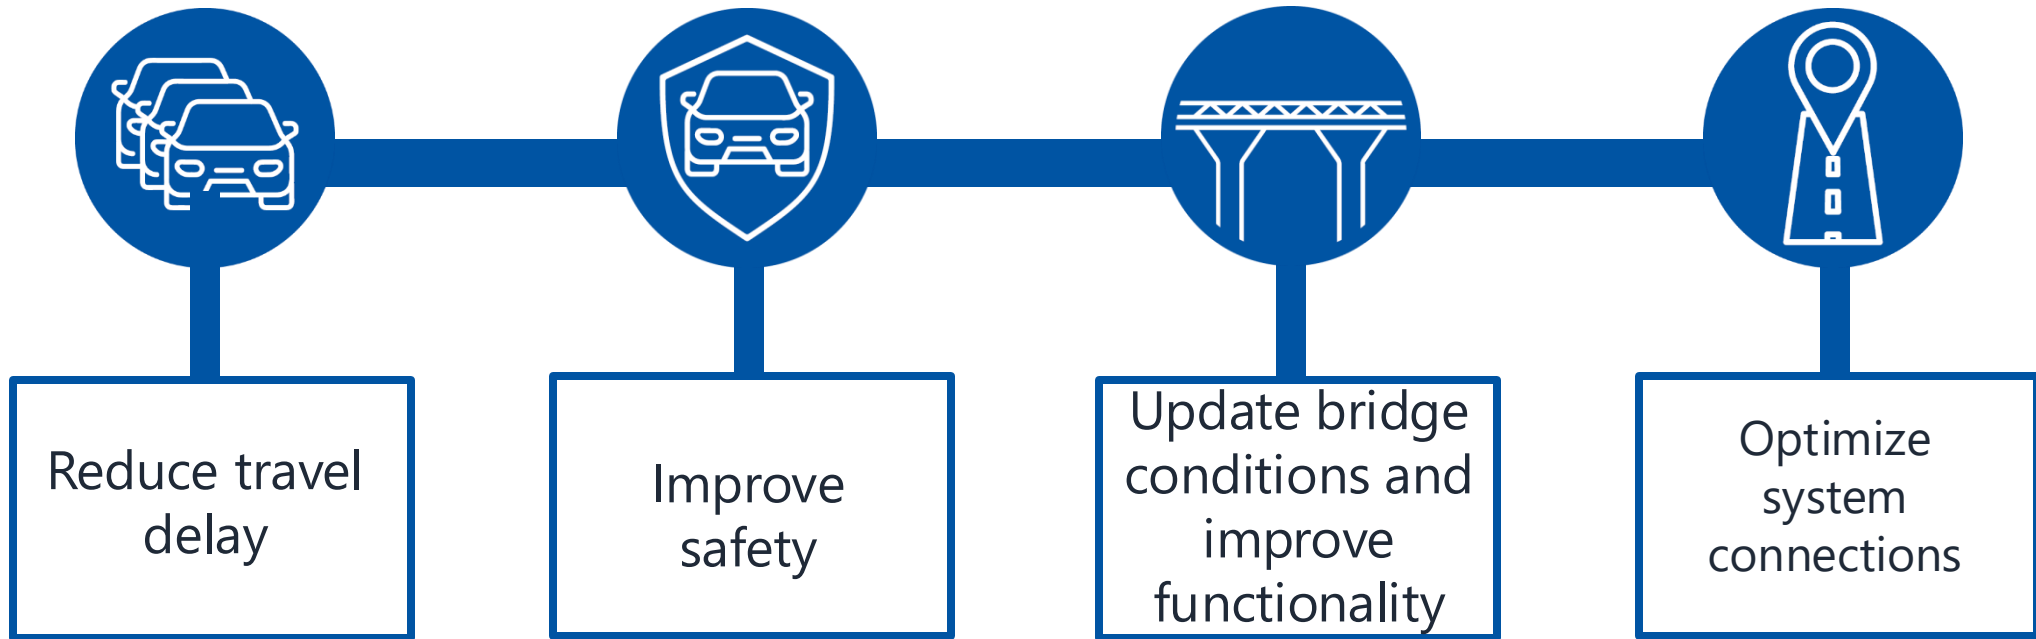 Reduce travel
delay
Improve
safety
Update bridge
conditions and
improve
functionality
Optimize
system
connections